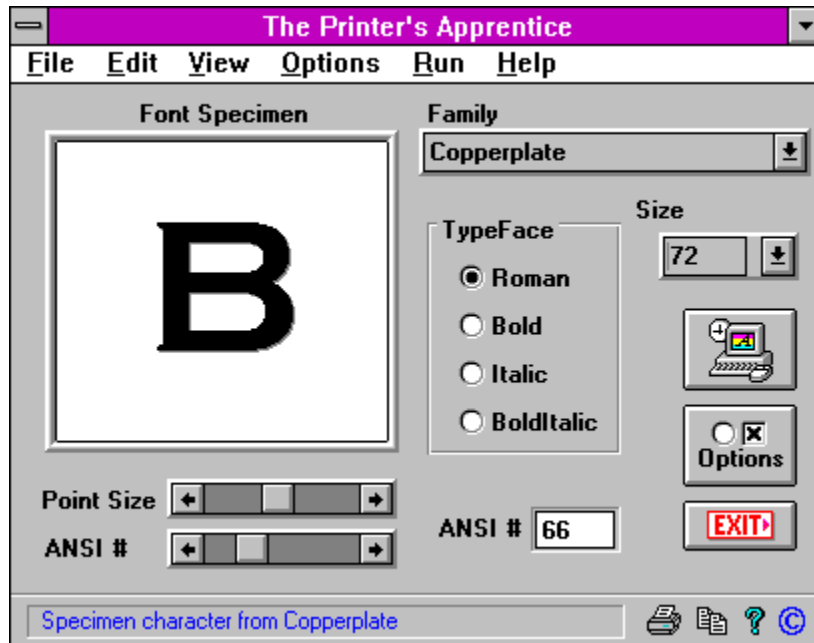 The Printer's Apprentice
File Edit View Options Run Help
Font Specimen
Family
Copperplate
B
TypeFace
Roman
Bold
Italic
BoldItalic
Size
72
Options
Point Size
ANSI #
ANSI # 66
EXIT
Specimen character from Copperplate
©